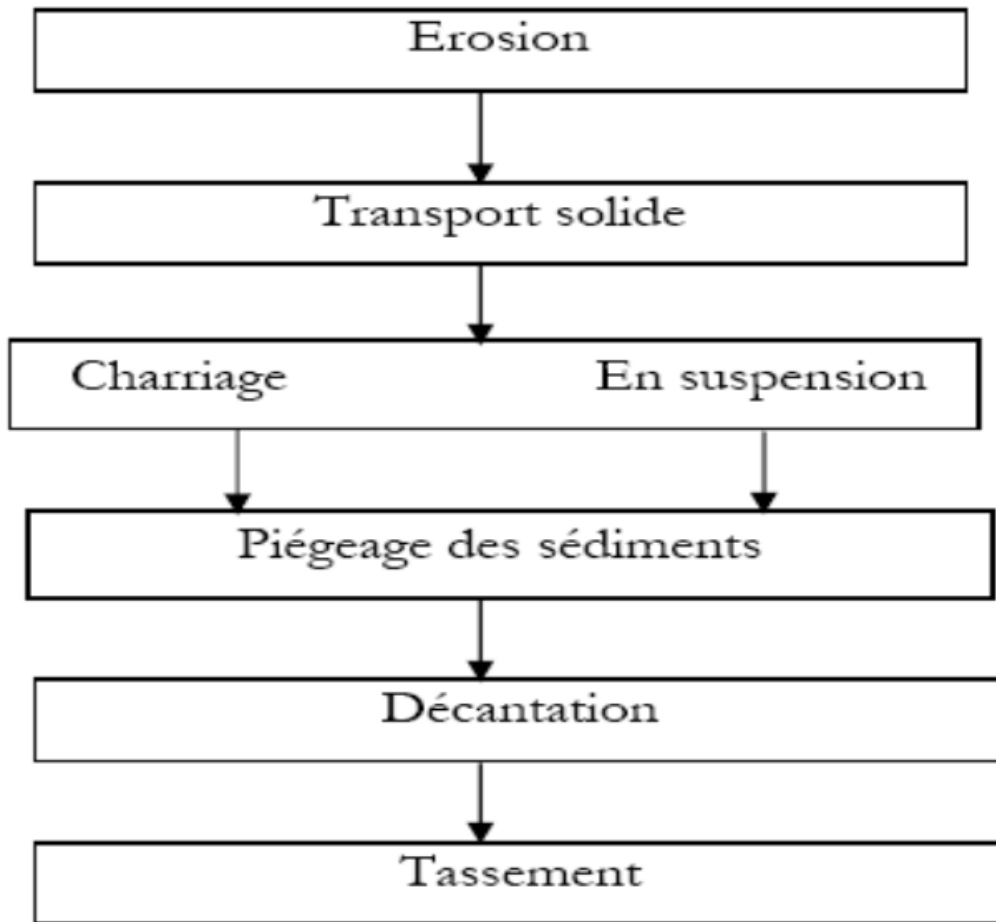 Erosion
Transport solide
Charriage En suspension
Piégeage des sédiments
Décantation
Tassement